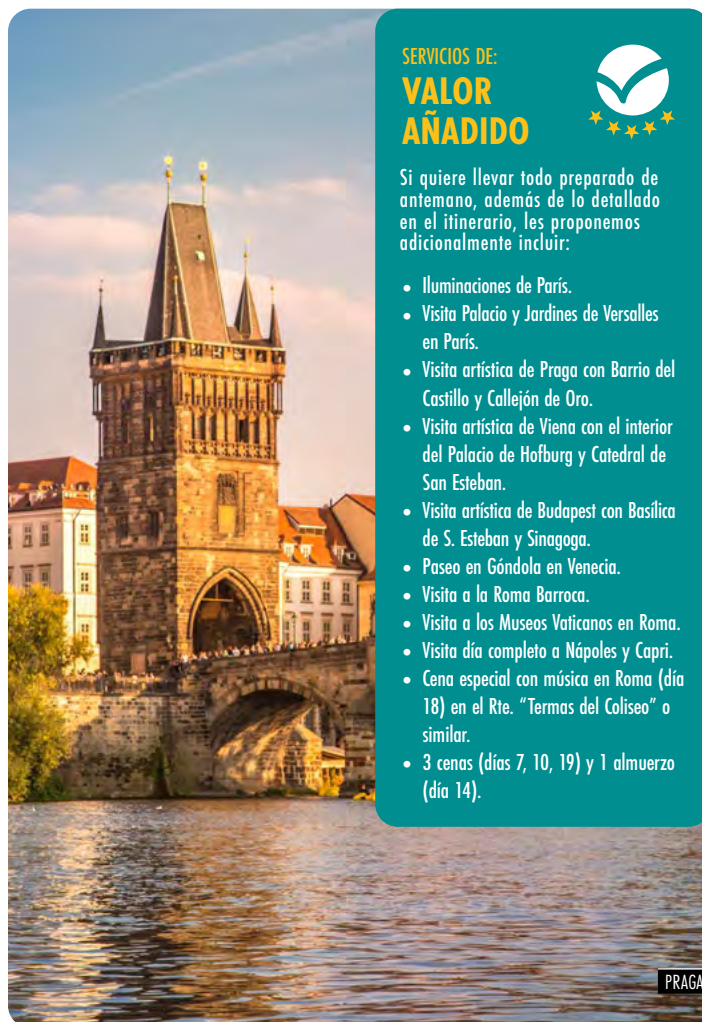 SERVICIOS DE:
VALOR
AÑADIDO
Si quiere llevar todo preparado de
antemano, además de lo detallado
en el itinerario, les proponemos
adicionalmente incluir:
• Iluminaciones de París.
• Visita Palacio y Jardines de Versalles
en París.
• Visita artística de Praga con Barrio del
Castillo y Callejón de Oro.
• Visita artística de Viena con el interior
del Palacio de Hofburg y Catedral de
San Esteban.
• Visita artística de Budapest con Basílica
de S. Esteban y Sinagoga.
• Paseo en Góndola en Venecia.
• Visita a la Roma Barroca.
• Visita a los Museos Vaticanos en Roma.
• Visita día completo a Nápoles y Capri.
• Cena especial con música en Roma (día
18) en el Rte. “Termas del Coliseo” o
similar.
• 3 cenas (días 7, 10, 19) y 1 almuerzo
(día 14).
PRAGA